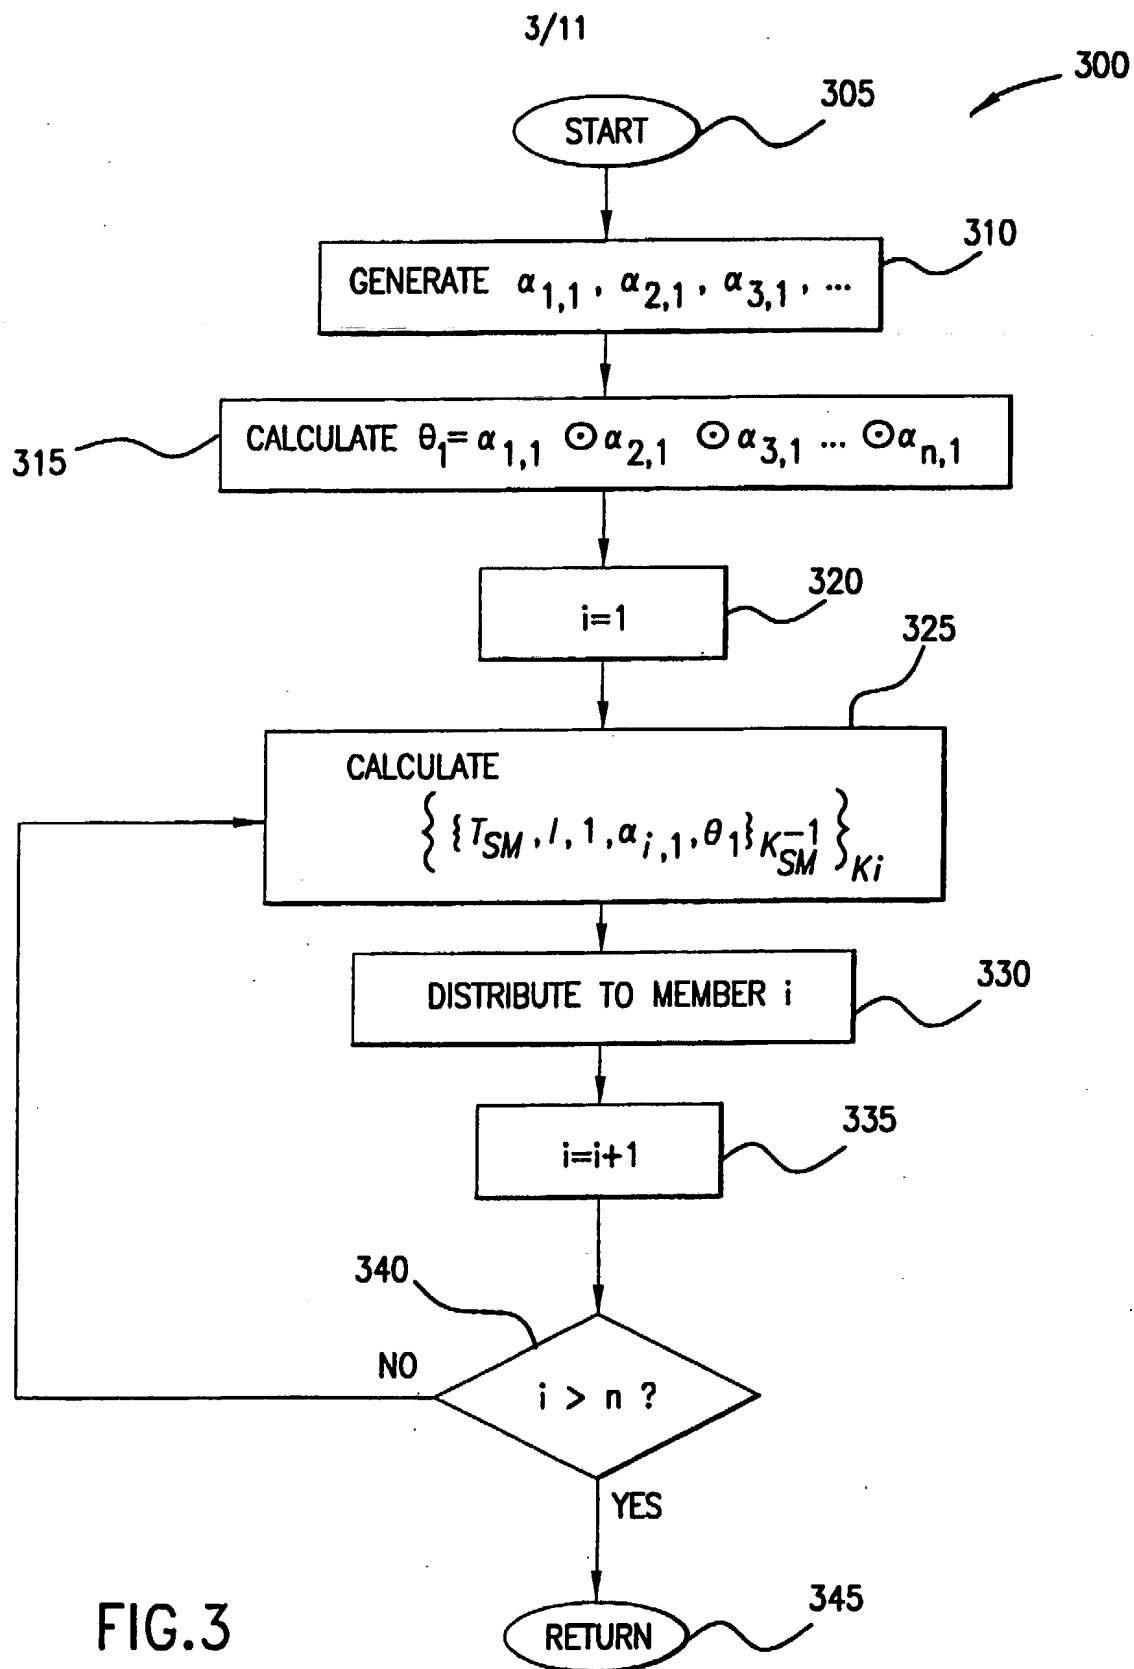 3/11
300
305
START
310
GENERATE α1,1 , α2,1 , α3,1 , ...
315
CALCULATE θ1= α1,1 ⊙ α2,1 ⊙ α3,1 ... ⊙ αn,1
320
i=1
325
CALCULATE
{ {TSM , I, 1 , αi,1 , θ1}K-1SM }Ki
330
DISTRIBUTE TO MEMBER i
335
i=i+1
340
NO
i > n ?
YES
345
RETURN
FIG.3